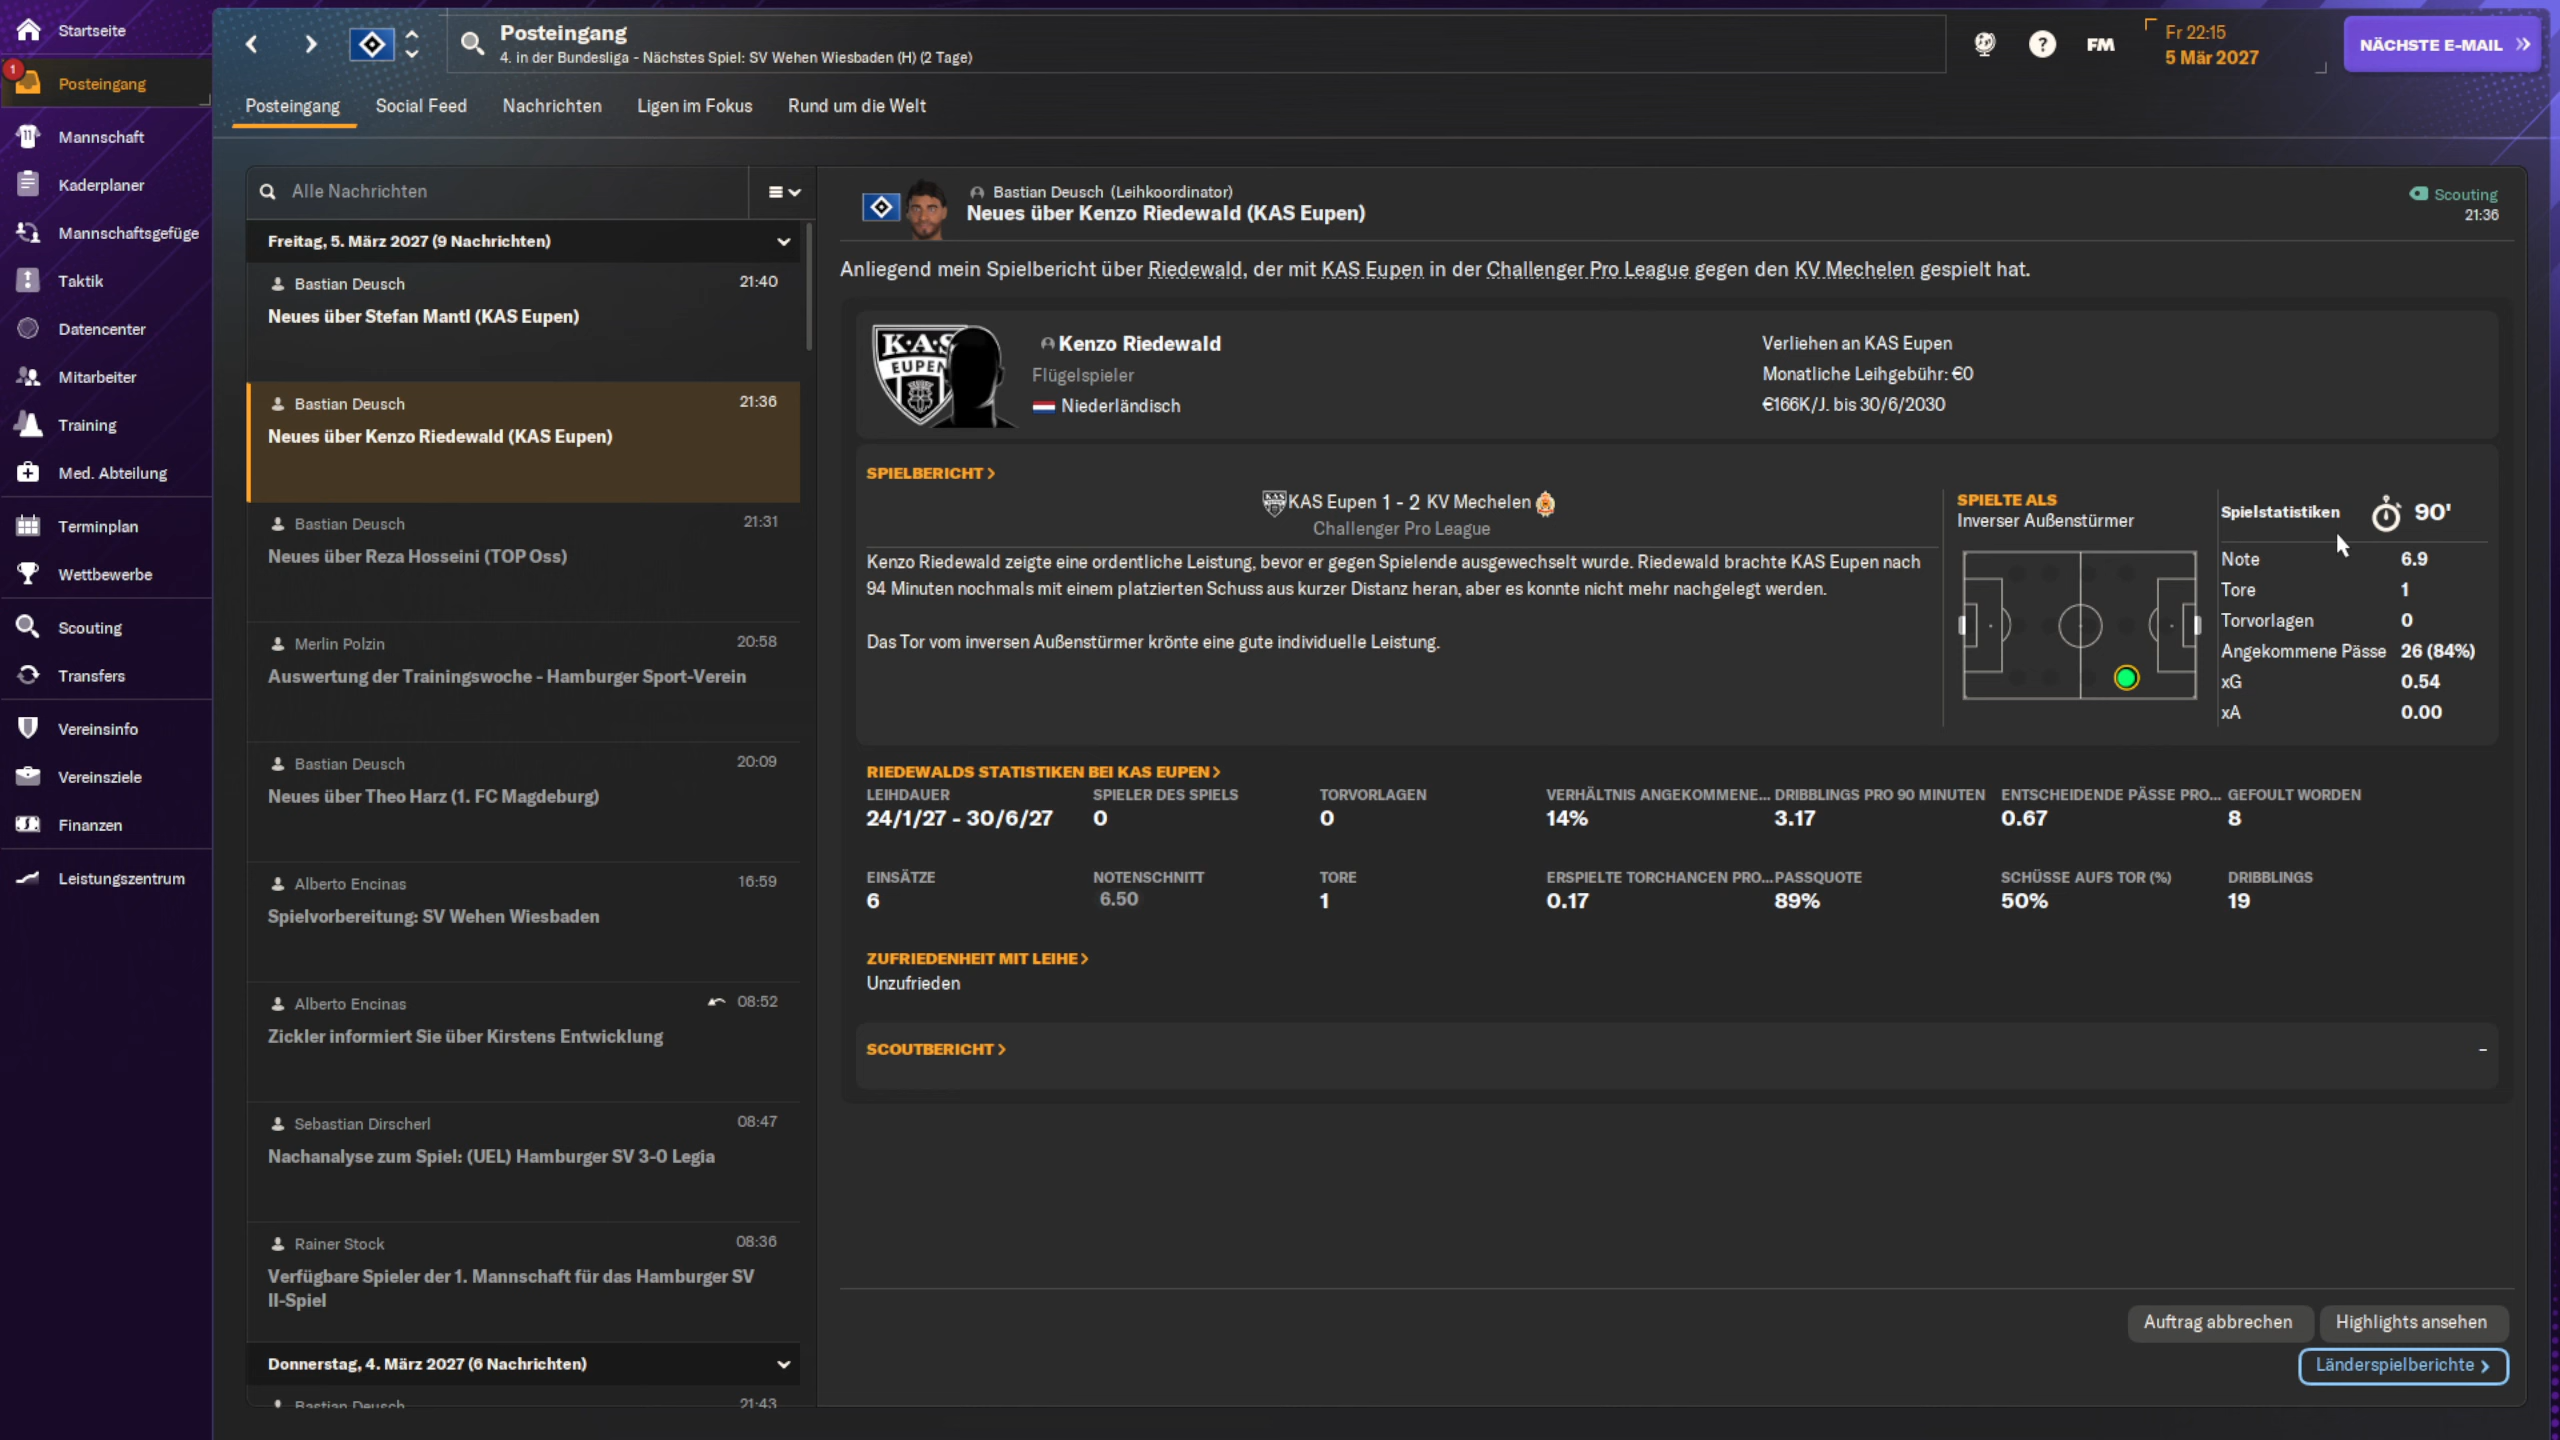 Startseite
1
Posteingang
Mannschaft
Kaderplaner
Mannschaftsgefüge
Taktik
Datencenter
Mitarbeiter
Training
Med. Abteilung
Terminplan
Wettbewerbe
Scouting
Transfers
Vereinsinfo
Vereinsziele
Finanzen
Leistungszentrum
Posteingang
4. in der Bundesliga - Nächstes Spiel: SV Wehen Wiesbaden (H) (2 Tage)
FM
Fr 22:15
5 Mär 2027
NÄCHSTE E-MAIL
Posteingang Social Feed Nachrichten Ligen im Fokus Rund um die Welt
Alle Nachrichten
Freitag, 5. März 2027 (9 Nachrichten)
Bastian Deusch 21:40
Neues über Stefan Mantl (KAS Eupen)
Bastian Deusch 21:36
Neues über Kenzo Riedewald (KAS Eupen)
Bastian Deusch 21:31
Neues über Reza Hosseini (TOP Oss)
Merlin Polzin 20:58
Auswertung der Trainingswoche - Hamburger Sport-Verein
Bastian Deusch 20:09
Neues über Theo Harz (1. FC Magdeburg)
Alberto Encinas 16:59
Spielvorbereitung: SV Wehen Wiesbaden
Alberto Encinas 08:52
Zickler informiert Sie über Kirstens Entwicklung
Sebastian Dirscherl 08:47
Nachanalyse zum Spiel: (UEL) Hamburger SV 3-0 Legia
Rainer Stock 08:36
Verfügbare Spieler der 1. Mannschaft für das Hamburger SV
II-Spiel
Donnerstag, 4. März 2027 (6 Nachrichten)
Bastian Deusch 21:43
Bastian Deusch (Leihkoordinator)
Neues über Kenzo Riedewald (KAS Eupen)
Scouting
21:36
Anliegend mein Spielbericht über Riedewald, der mit KAS Eupen in der Challenger Pro League gegen den KV Mechelen gespielt hat.
K·A·S
EUPEN
Kenzo Riedewald
Flügelspieler
Niederländisch
Verliehen an KAS Eupen
Monatliche Leihgebühr: €0
€166K/J. bis 30/6/2030
SPIELBERICHT >
KAS Eupen 1 - 2 KV Mechelen
Challenger Pro League
Kenzo Riedewald zeigte eine ordentliche Leistung, bevor er gegen Spielende ausgewechselt wurde. Riedewald brachte KAS Eupen nach
94 Minuten nochmals mit einem platzierten Schuss aus kurzer Distanz heran, aber es konnte nicht mehr nachgelegt werden.
Das Tor vom inversen Außenstürmer krönte eine gute individuelle Leistung.
SPIELTE ALS
Inverser Außenstürmer
Spielstatistiken 90'
Note 6.9
Tore 1
Torvorlagen 0
Angekommene Pässe 26 (84%)
xG 0.54
xA 0.00
RIEDEWALDS STATISTIKEN BEI KAS EUPEN >
LEIHDAUER SPIELER DES SPIELS TORVORLAGEN VERHÄLTNIS ANGEKOMMENE... DRIBBLINGS PRO 90 MINUTEN ENTSCHEIDENDE PÄSSE PRO... GEFOULT WORDEN
24/1/27 - 30/6/27 0 0 14% 3.17 0.67 8
EINSÄTZE NOTENSCHNITT TORE ERSPIELTE TORCHANCEN PRO... PASSQUOTE SCHÜSSE AUFS TOR (%) DRIBBLINGS
6 6.50 1 0.17 89% 50% 19
ZUFRIEDENHEIT MIT LEIHE >
Unzufrieden
SCOUTBERICHT > -
Auftrag abbrechen Highlights ansehen
Länderspielberichte >